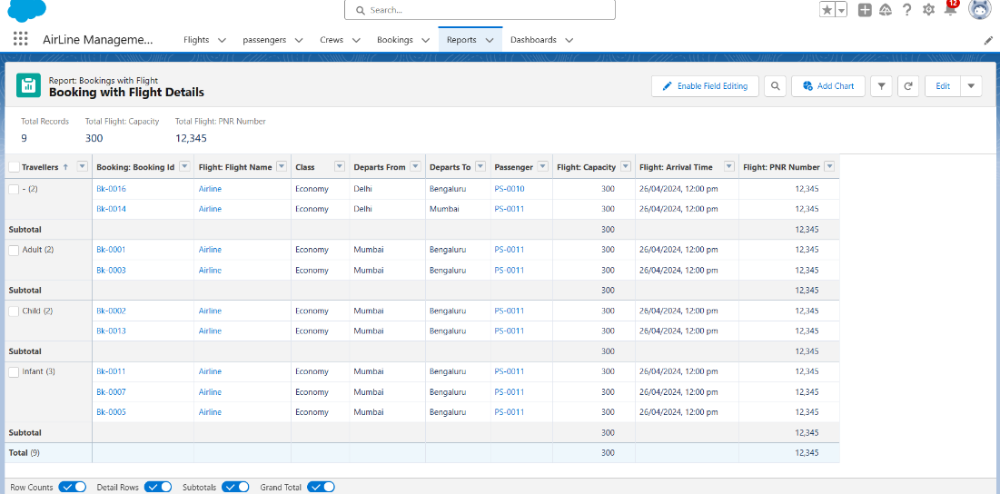 Search...
12
AirLine Manageme...
Flights
passengers
Crews
Bookings
Reports
Dashboards
Report: Bookings with Flight
Booking with Flight Details
Enable Field Editing
Add Chart
Edit
Total Records Total Flight: Capacity Total Flight: PNR Number
9 300 12,345
Travellers ↑ Booking: Booking Id Flight: Flight Name Class Departs From Departs To Passenger Flight: Capacity Flight: Arrival Time Flight: PNR Number
- (2) Bk-0016 Airline Economy Delhi Bengaluru PS-0010 300 26/04/2024, 12:00 pm 12,345
Bk-0014 Airline Economy Delhi Mumbai PS-0011 300 26/04/2024, 12:00 pm 12,345
Subtotal 300 12,345
Adult (2) Bk-0001 Airline Economy Mumbai Bengaluru PS-0011 300 26/04/2024, 12:00 pm 12,345
Bk-0003 Airline Economy Mumbai Bengaluru PS-0011 300 26/04/2024, 12:00 pm 12,345
Subtotal 300 12,345
Child (2) Bk-0002 Airline Economy Mumbai Bengaluru PS-0011 300 26/04/2024, 12:00 pm 12,345
Bk-0013 Airline Economy Mumbai Bengaluru PS-0011 300 26/04/2024, 12:00 pm 12,345
Subtotal 300 12,345
Infant (3) Bk-0011 Airline Economy Mumbai Bengaluru PS-0011 300 26/04/2024, 12:00 pm 12,345
Bk-0007 Airline Economy Mumbai Bengaluru PS-0011 300 26/04/2024, 12:00 pm 12,345
Bk-0005 Airline Economy Mumbai Bengaluru PS-0011 300 26/04/2024, 12:00 pm 12,345
Subtotal 300 12,345
Total (9) 300 12,345
Row Counts Detail Rows Subtotals Grand Total